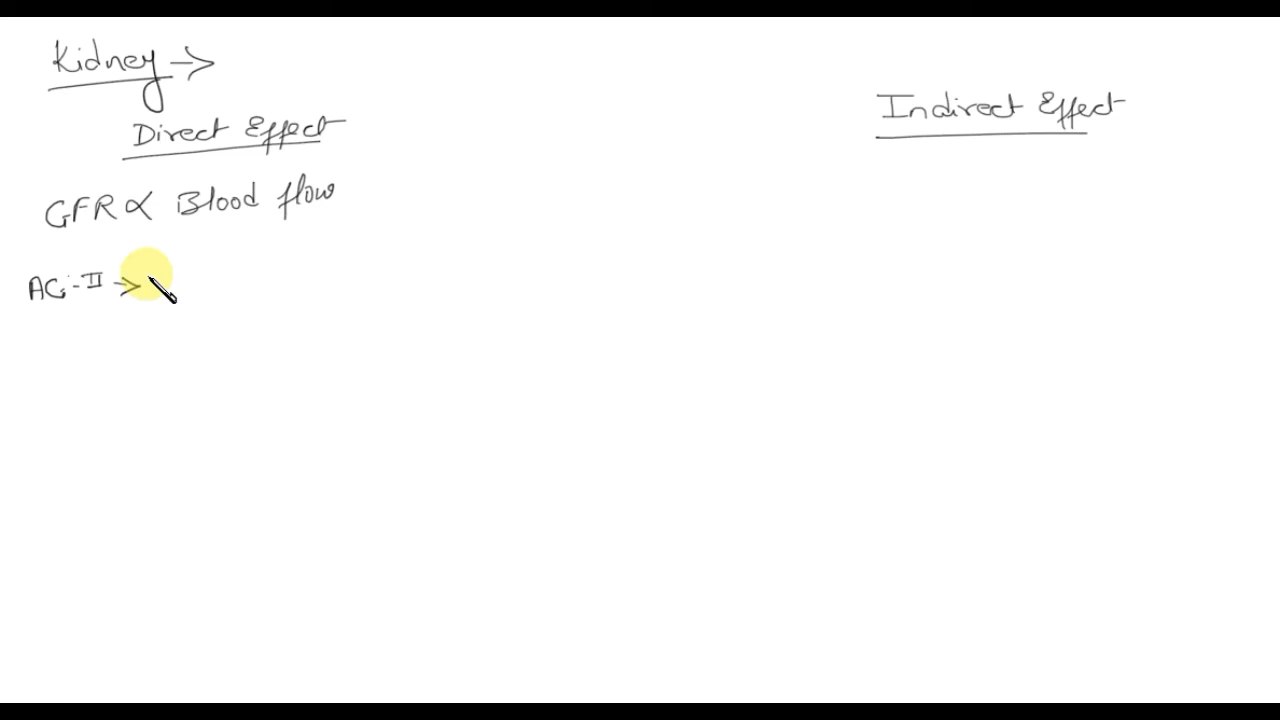 Kidney →
Direct Effect
GFR ∝ Blood flow
AG-II →
Indirect Effect